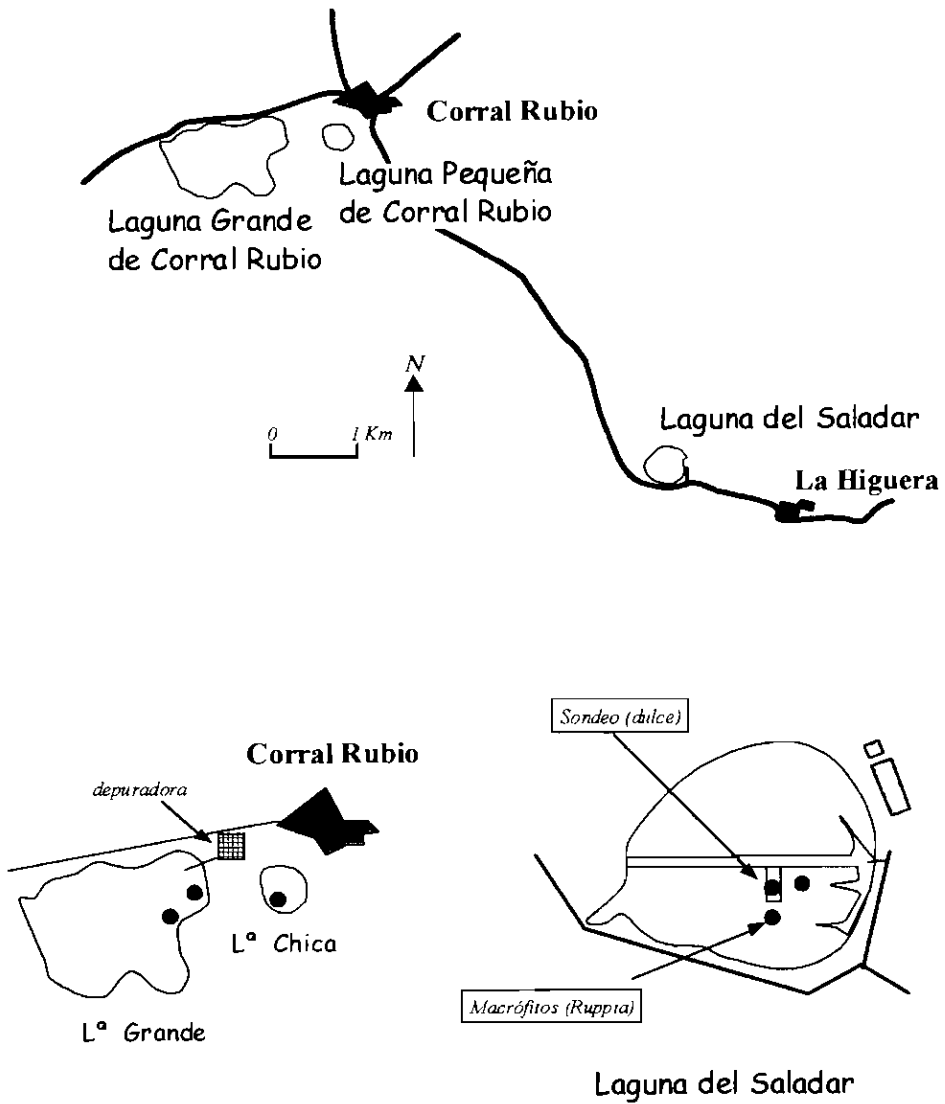 Corral Rubio
Laguna Pequeña
de Corral Rubio
Laguna Grande
de Corral Rubio
N
0 1 Km
Laguna del Saladar
La Higuera
Sondeo (dulce)
Corral Rubio
depuradora
Lª Chica
Macrófitos (Ruppia)
Lª Grande
Laguna del Saladar